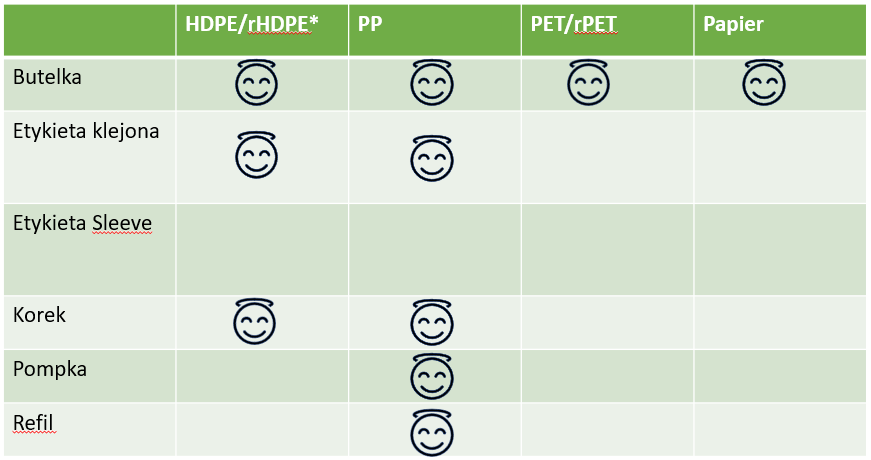 HDPE/rHDPE* PP PET/rPET Papier
Butelka
Etykieta klejona
Etykieta Sleeve
Korek
Pompka
Refil